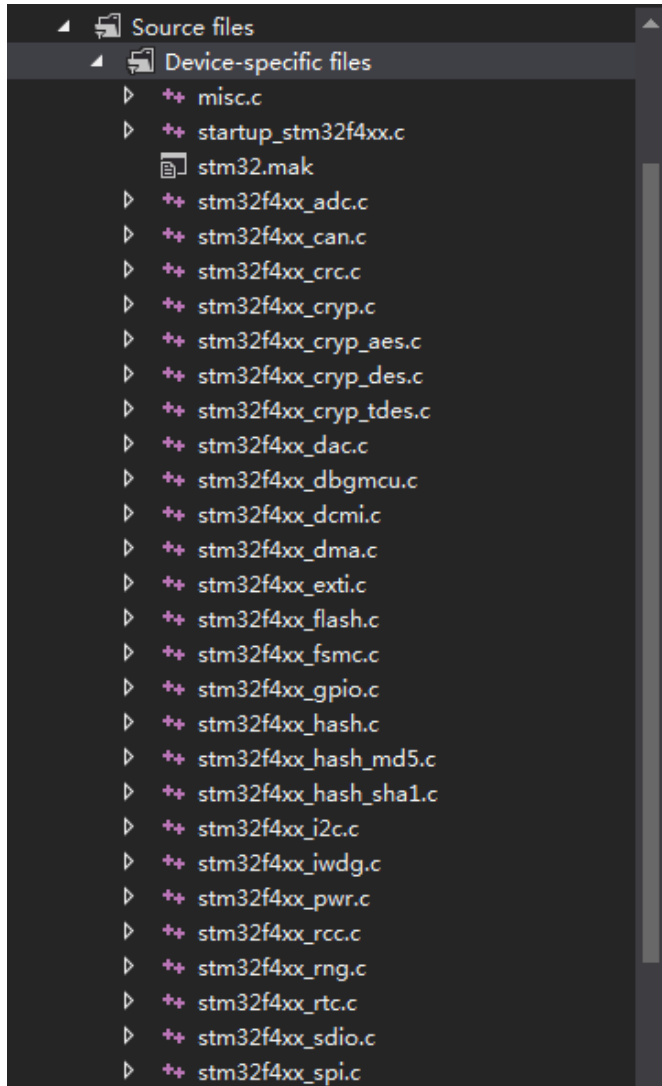 Source files
Device-specific files
misc.c
startup_stm32f4xx.c
stm32.mak
stm32f4xx_adc.c
stm32f4xx_can.c
stm32f4xx_crc.c
stm32f4xx_cryp.c
stm32f4xx_cryp_aes.c
stm32f4xx_cryp_des.c
stm32f4xx_cryp_tdes.c
stm32f4xx_dac.c
stm32f4xx_dbgmcu.c
stm32f4xx_dcmi.c
stm32f4xx_dma.c
stm32f4xx_exti.c
stm32f4xx_flash.c
stm32f4xx_fsmc.c
stm32f4xx_gpio.c
stm32f4xx_hash.c
stm32f4xx_hash_md5.c
stm32f4xx_hash_sha1.c
stm32f4xx_i2c.c
stm32f4xx_iwdg.c
stm32f4xx_pwr.c
stm32f4xx_rcc.c
stm32f4xx_rng.c
stm32f4xx_rtc.c
stm32f4xx_sdio.c
stm32f4xx_spi.c